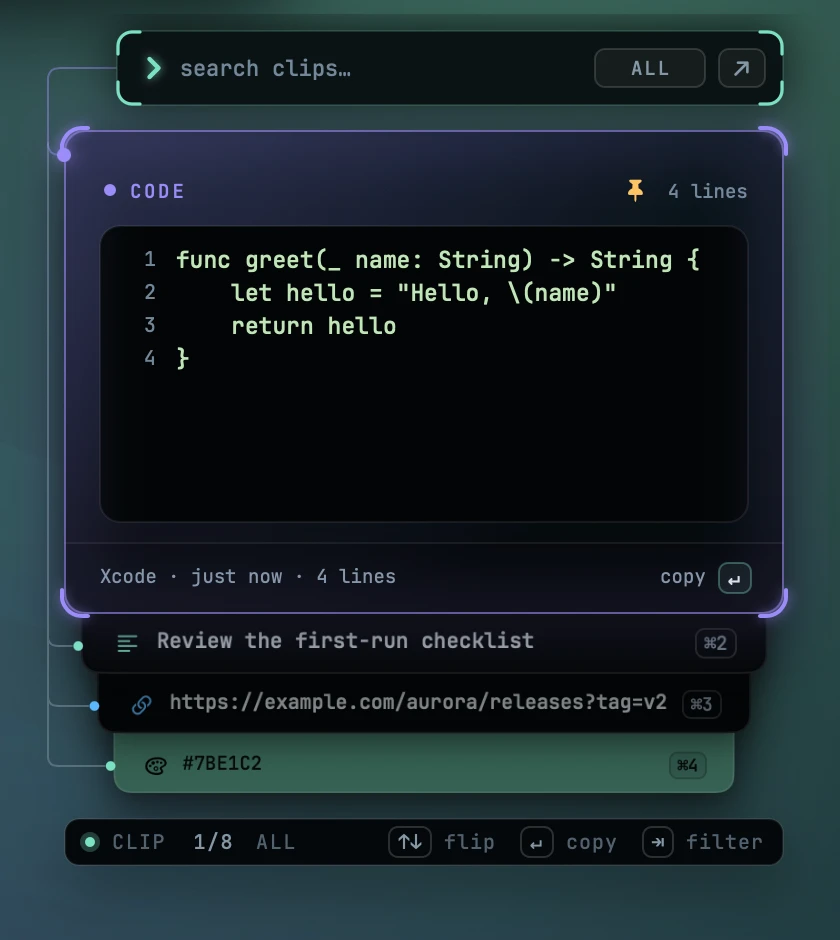 search clips…
ALL
CODE
4 lines
1 func greet(_ name: String) -> String {
2     let hello = "Hello, \(name)"
3     return hello
4 }
Xcode · just now · 4 lines
copy ↵
Review the first-run checklist ⌘2
https://example.com/aurora/releases?tag=v2 ⌘3
#7BE1C2 ⌘4
CLIP 1/8 ALL ↑↓ flip ↵ copy ⇥ filter